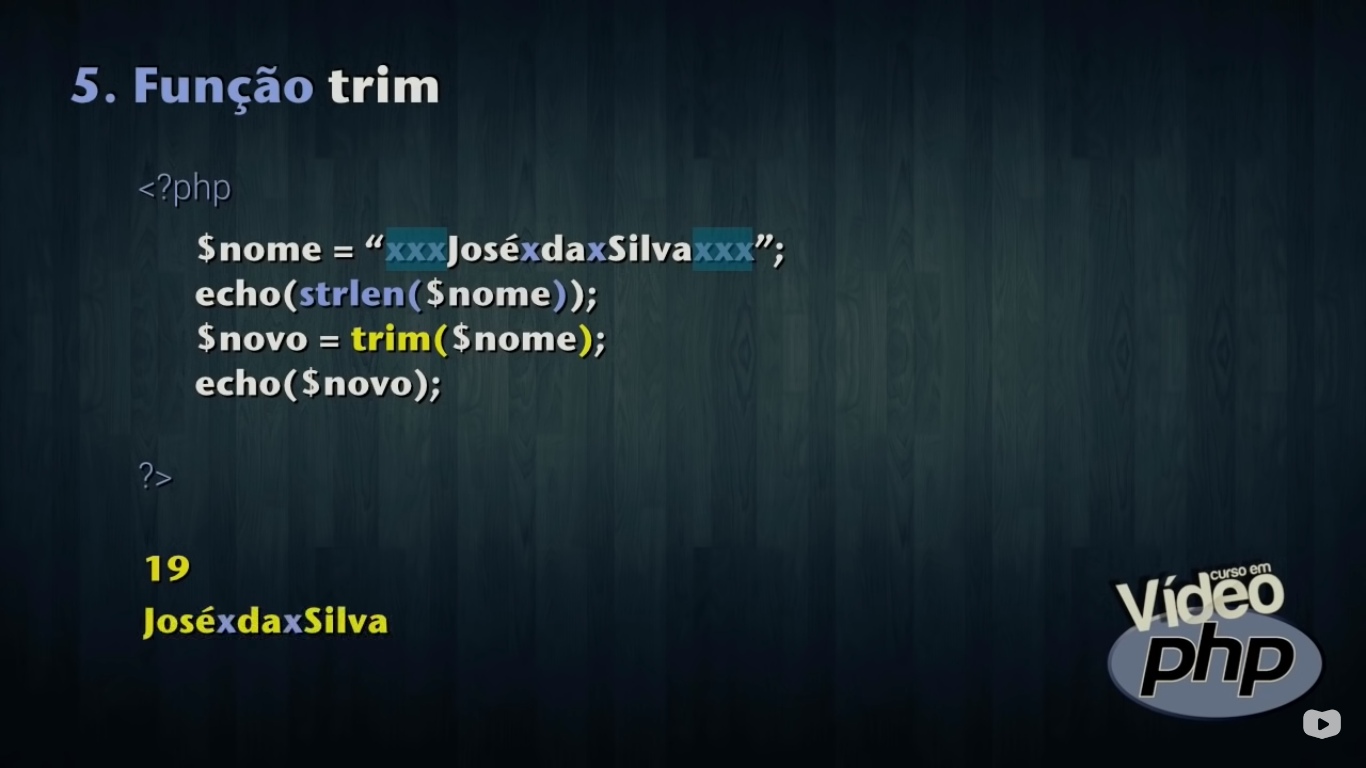 5. Função trim
<?php
$nome = “xxxJoséxdaxSilvaxxx”;
echo(strlen($nome));
$novo = trim($nome);
echo($novo);
?>
19
JoséxdaxSilva
curso em
Vídeo
php